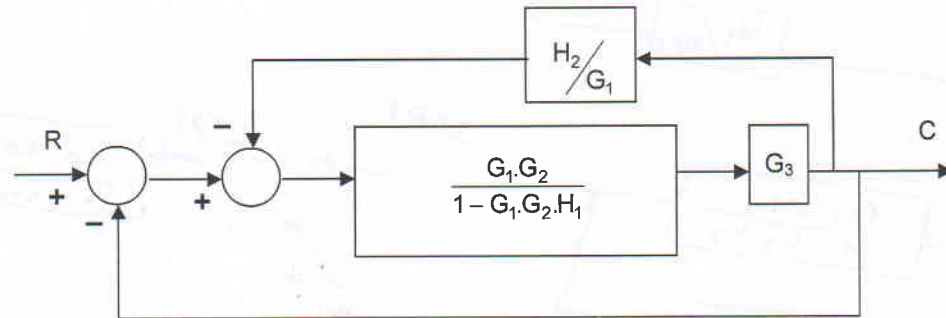 H₂/G₁
R
C
−
G₁.G₂
1 − G₁.G₂.H₁
G₃
+
+
−